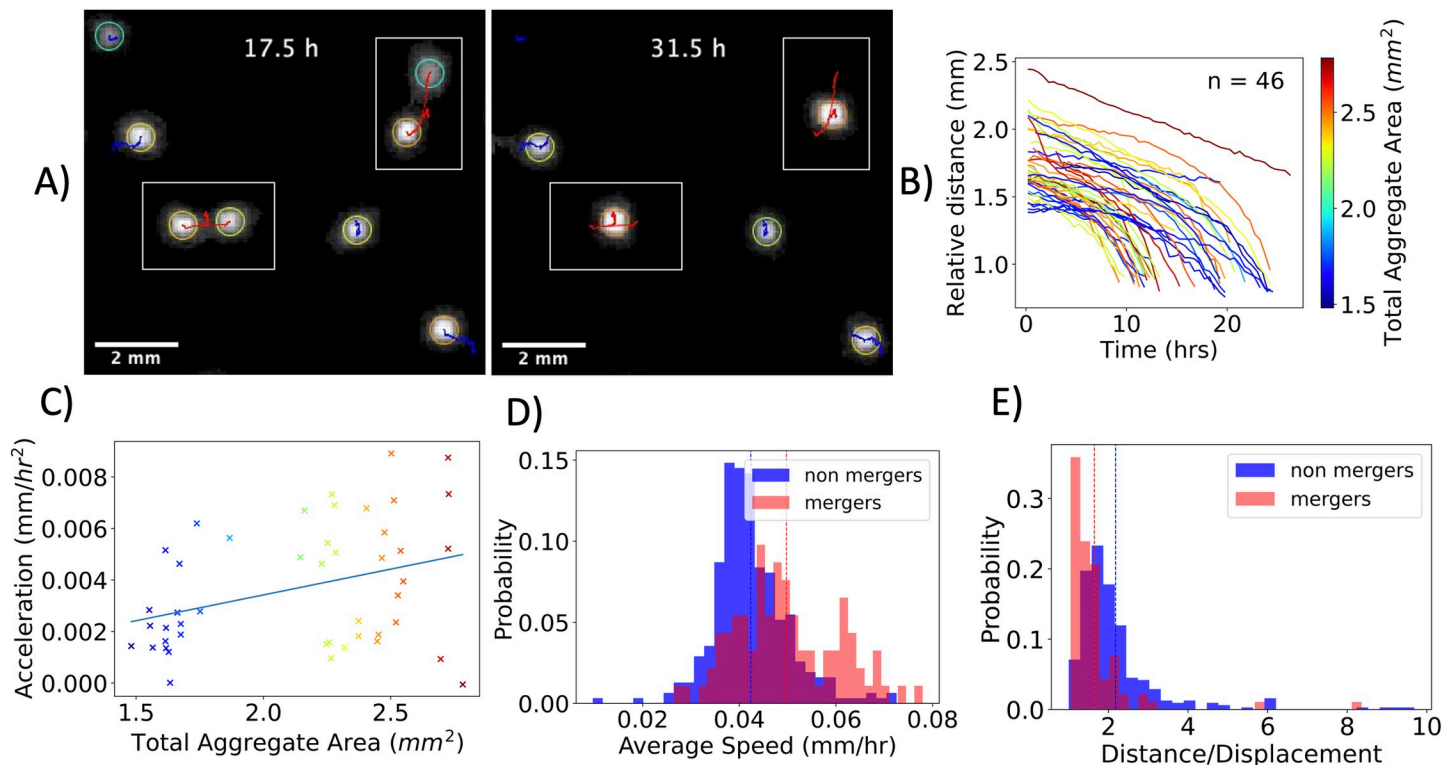 A)
17.5 h
2 mm
31.5 h
2 mm
B)
Relative distance (mm)
2.5
2.0
1.5
1.0
n = 46
0
10
20
Time (hrs)
2.5
2.0
1.5
Total Aggregate Area (mm²)
C)
Acceleration (mm/hr²)
0.008
0.006
0.004
0.002
0.000
1.5
2.0
2.5
Total Aggregate Area (mm²)
D)
Probability
0.15
0.10
0.05
0.00
non mergers
mergers
0.02
0.04
0.06
0.08
Average Speed (mm/hr)
E)
Probability
0.3
0.2
0.1
0.0
non mergers
mergers
2
4
6
8
10
Distance/Displacement